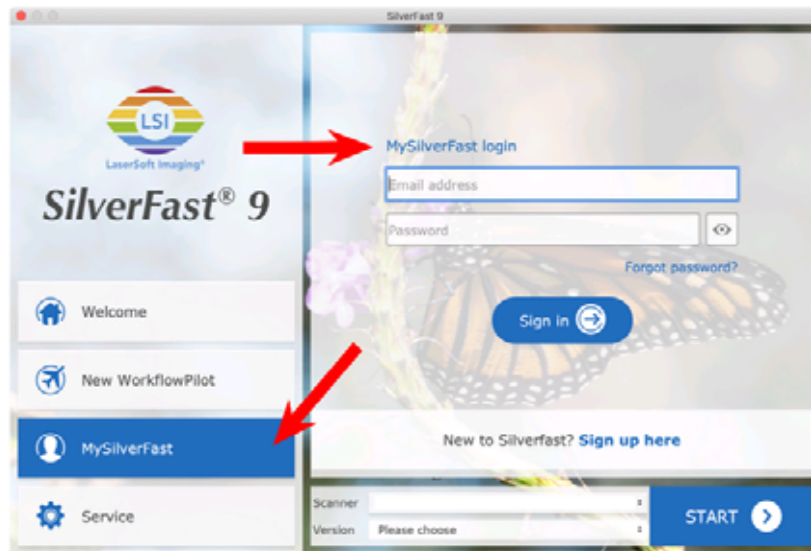 SilverFast 9
LSI
LaserSoft Imaging®
SilverFast® 9
Welcome
New WorkflowPilot
MySilverFast
Service
MySilverFast login
Email address
Password
Forgot password?
Sign in
New to Silverfast? Sign up here
Scanner
Version Please choose
START